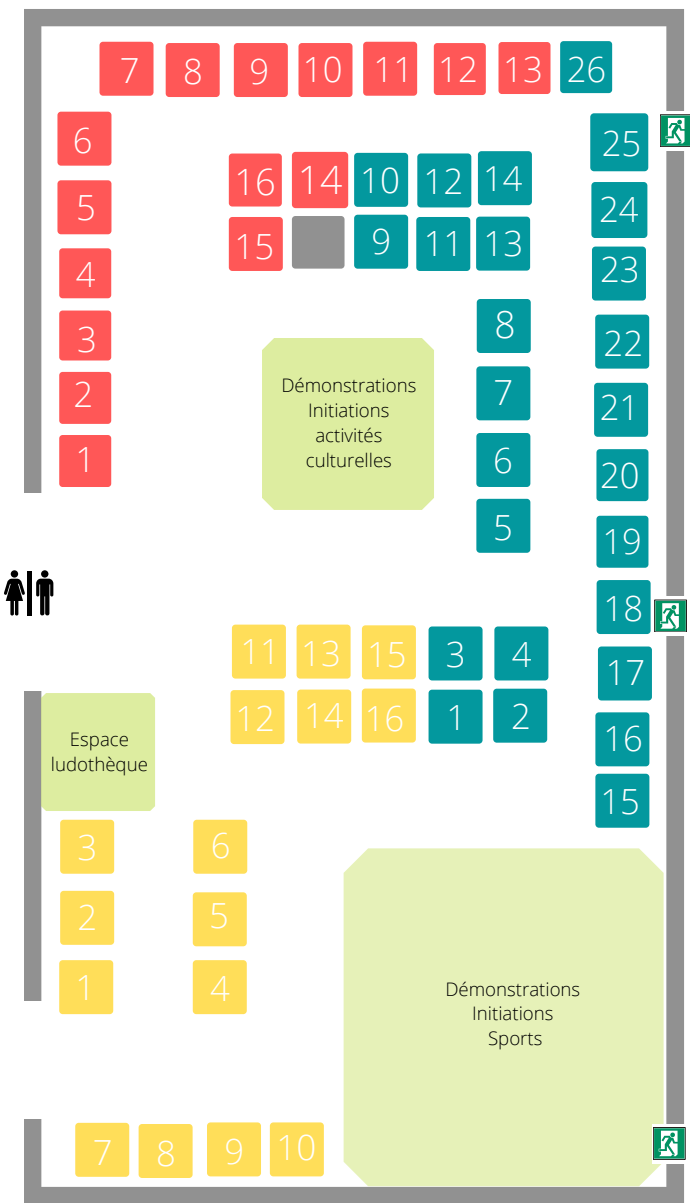 7 8 9 10 11 12 13 26
6
25
5
16 14 10 12 14
24
4
15 9 11 13
23
3
8
22
2
Démonstrations
Initiations
activités
culturelles
7
21
1
6
20
5
19
18
11 13 15 3 4
17
12 14 16 1 2
16
Espace
ludothèque
15
3 6
2 5
1 4
Démonstrations
Initiations
Sports
7 8 9 10